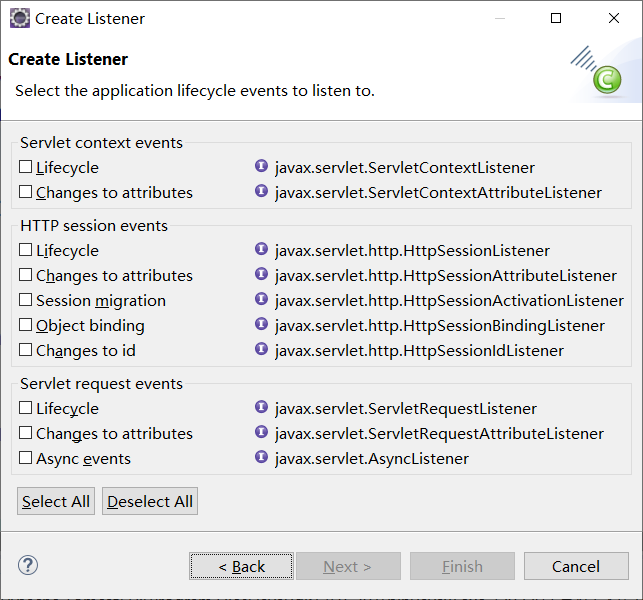 Create Listener
Create Listener
Select the application lifecycle events to listen to.
Servlet context events
Lifecycle javax.servlet.ServletContextListener
Changes to attributes javax.servlet.ServletContextAttributeListener
HTTP session events
Lifecycle javax.servlet.http.HttpSessionListener
Changes to attributes javax.servlet.http.HttpSessionAttributeListener
Session migration javax.servlet.http.HttpSessionActivationListener
Object binding javax.servlet.http.HttpSessionBindingListener
Changes to id javax.servlet.http.HttpSessionIdListener
Servlet request events
Lifecycle javax.servlet.ServletRequestListener
Changes to attributes javax.servlet.ServletRequestAttributeListener
Async events javax.servlet.AsyncListener
Select All Deselect All
? < Back Next > Finish Cancel